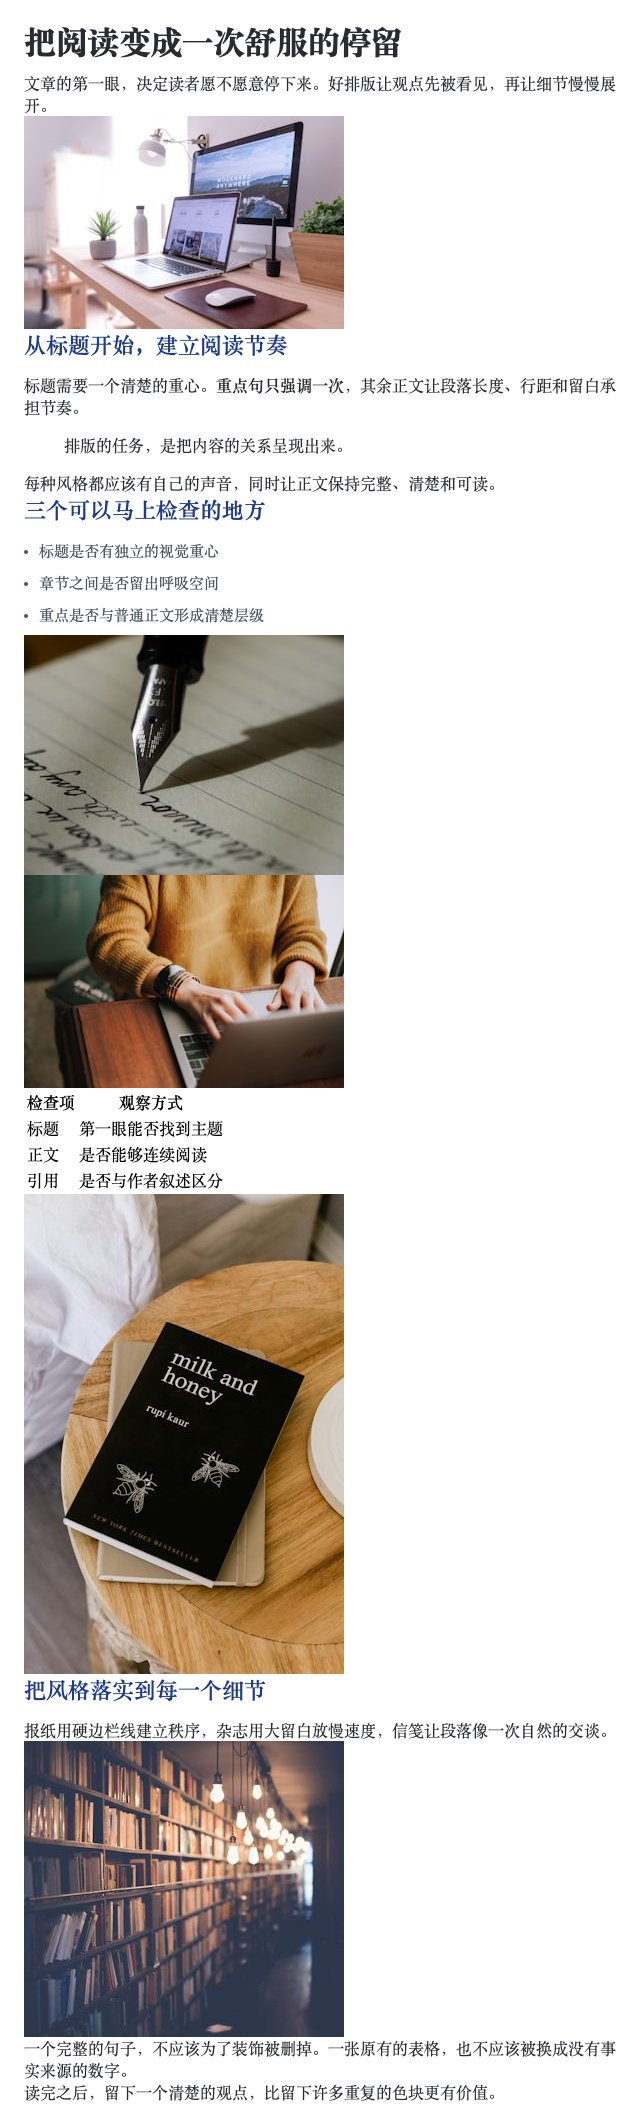 把阅读变成一次舒服的停留
文章的第一眼，决定读者愿不愿意停下来。好排版让观点先被看见，再让细节慢慢展
开。
WORKHARD
ANYWHERE
从标题开始，建立阅读节奏
标题需要一个清楚的重心。重点句只强调一次，其余正文让段落长度、行距和留白承
担节奏。
排版的任务，是把内容的关系呈现出来。
每种风格都应该有自己的声音，同时让正文保持完整、清楚和可读。
三个可以马上检查的地方
• 标题是否有独立的视觉重心
• 章节之间是否留出呼吸空间
• 重点是否与普通正文形成清楚层级
检查项 观察方式
标题 第一眼能否找到主题
正文 是否能够连续阅读
引用 是否与作者叙述区分
milk and
honey
rupi kaur
NEW YORK TIMES BESTSELLER
把风格落实到每一个细节
报纸用硬边栏线建立秩序，杂志用大留白放慢速度，信笺让段落像一次自然的交谈。
一个完整的句子，不应该为了装饰被删掉。一张原有的表格，也不应该被换成没有事
实来源的数字。
读完之后，留下一个清楚的观点，比留下许多重复的色块更有价值。